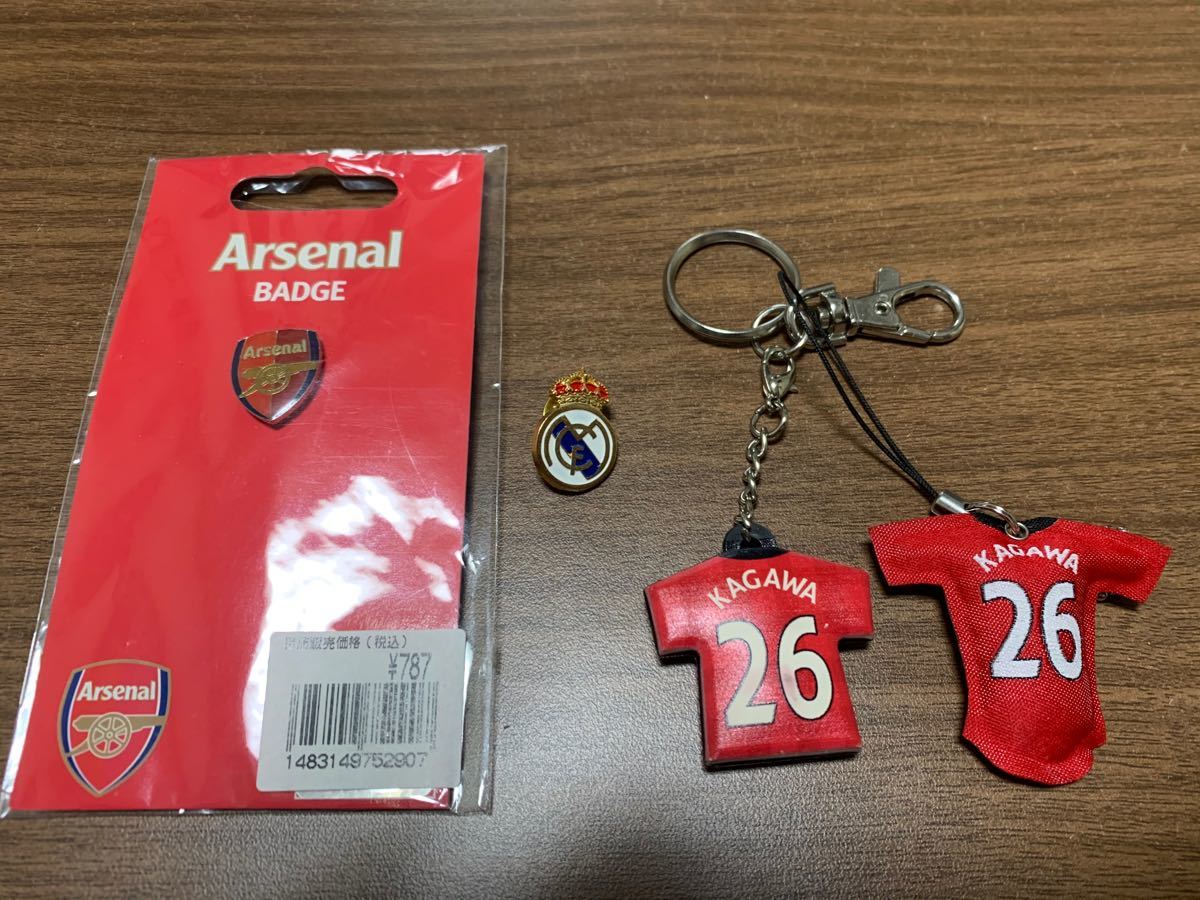 Arsenal
BADGE
Arsenal
Arsenal
販売価格(税込)
¥787
1483149752907
KAGAWA
26
KAGAWA
26